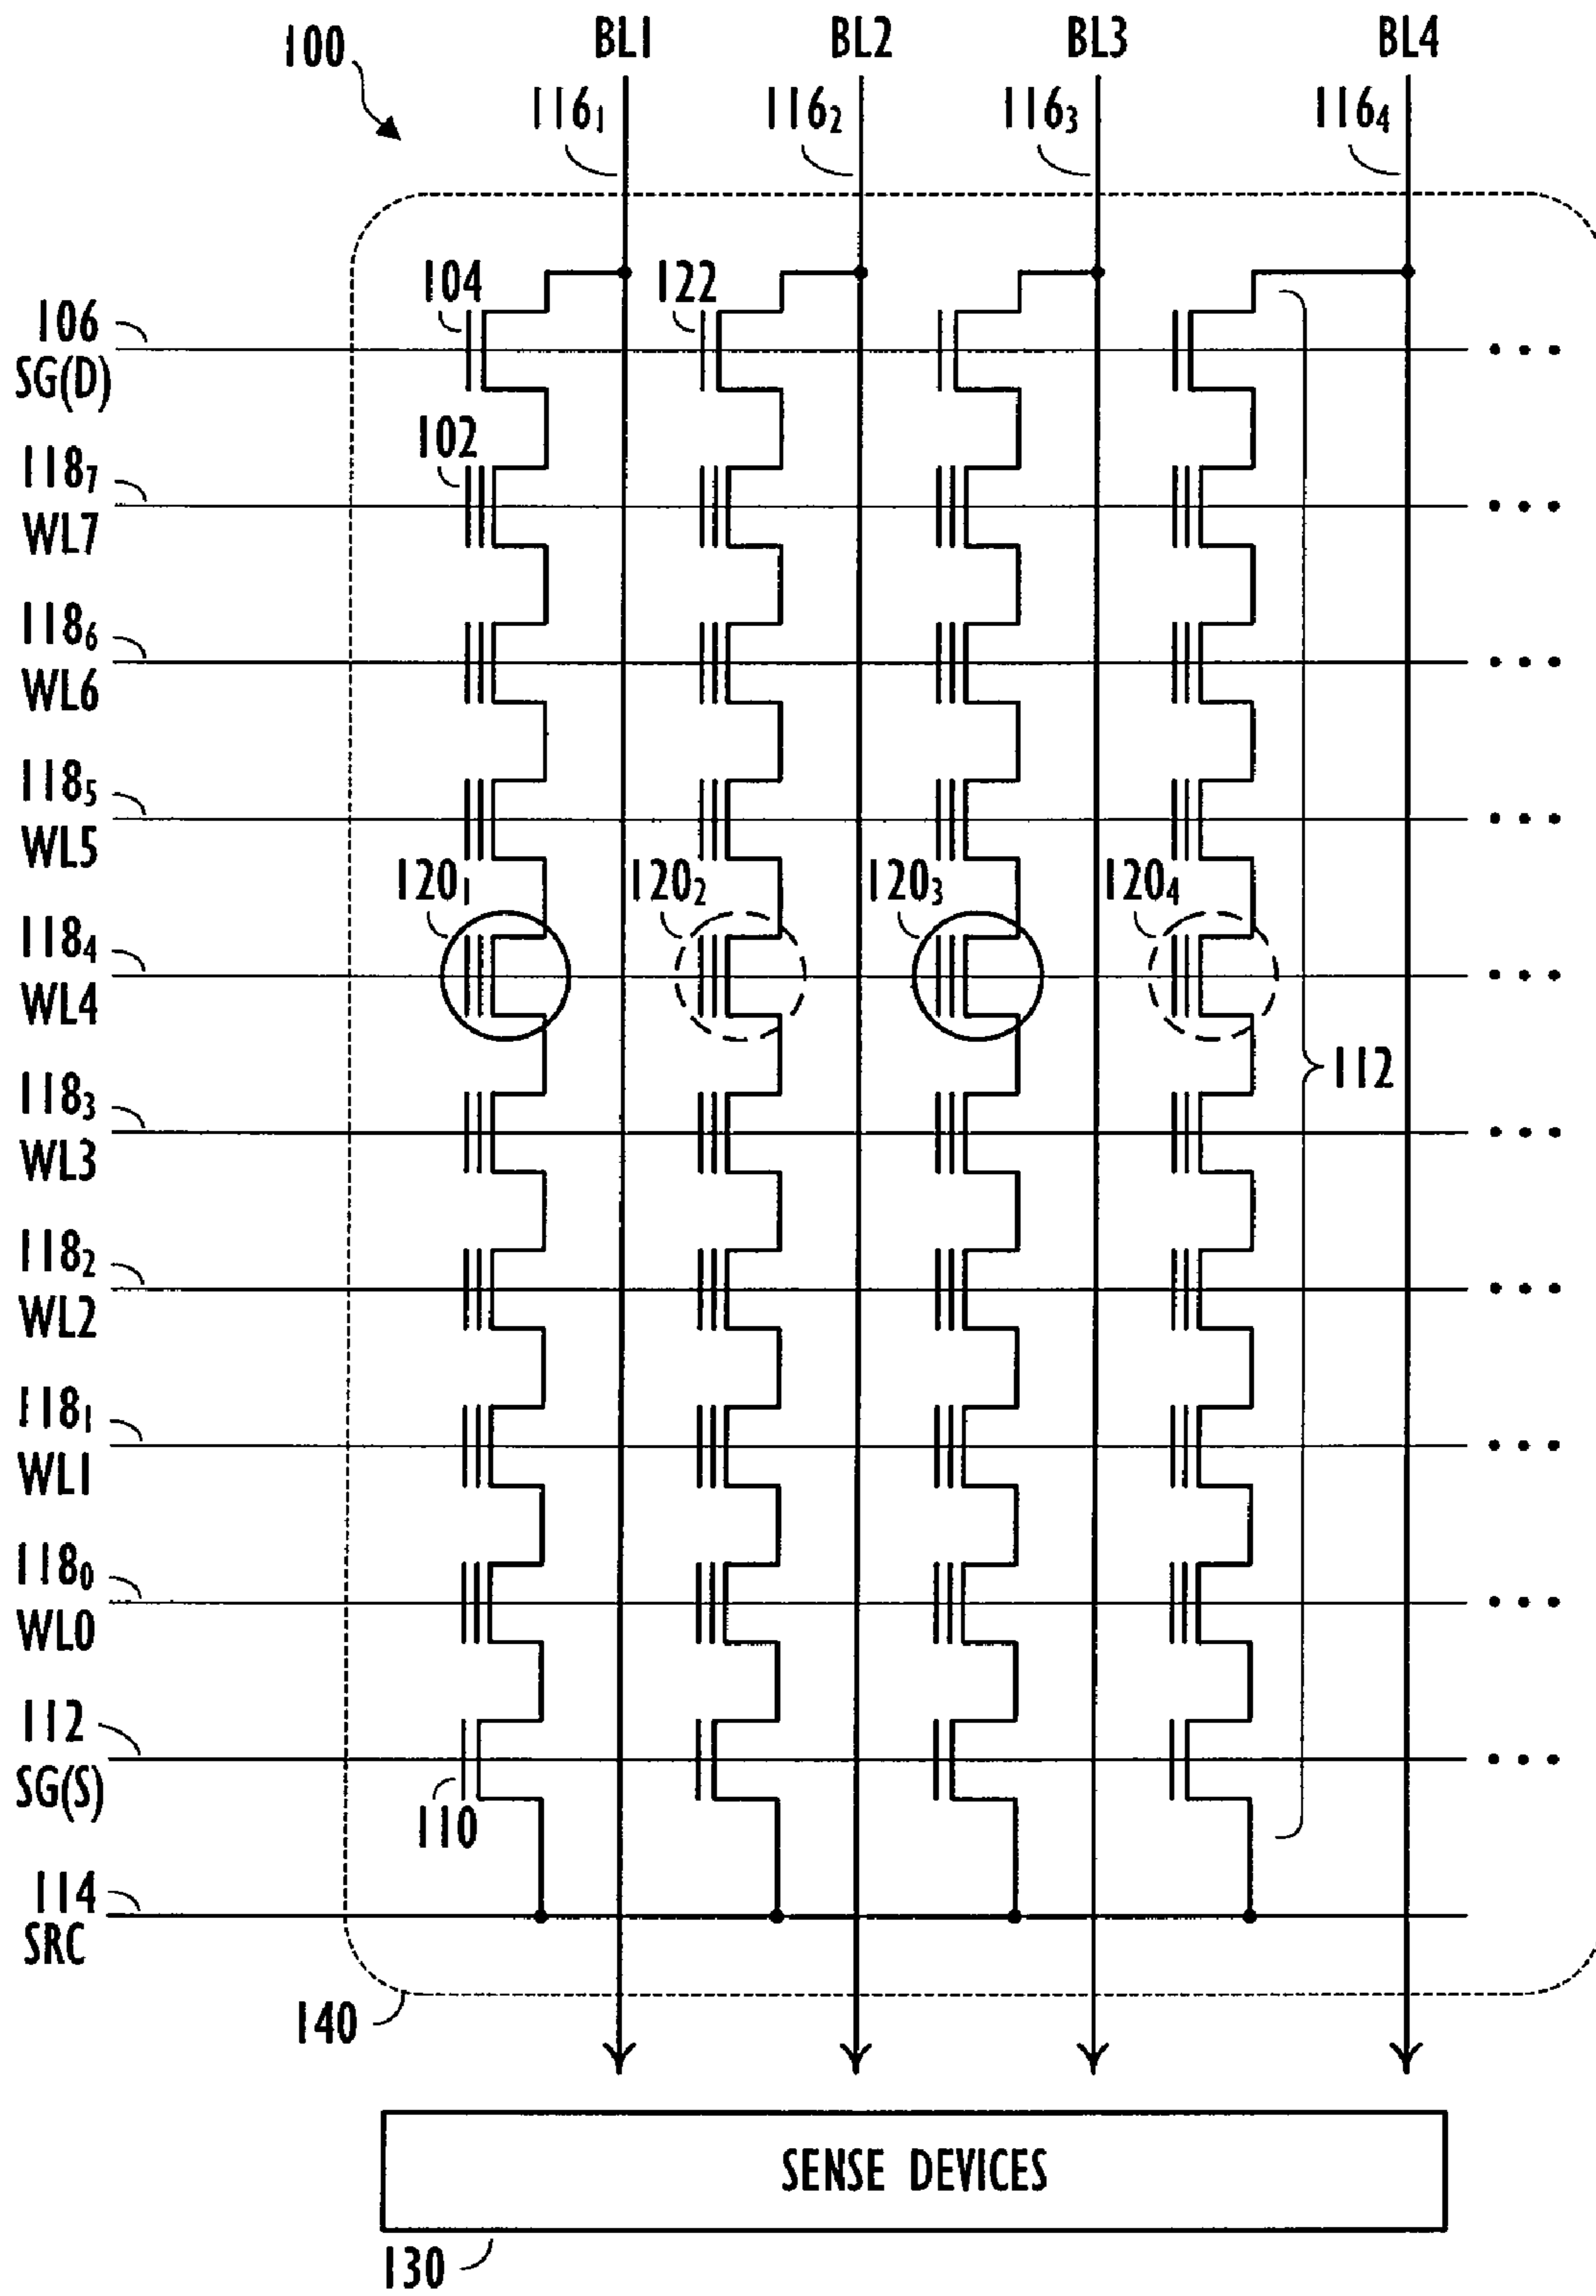 100
BL1 BL2 BL3 BL4
116₁ 116₂ 116₃ 116₄
104 122
106
SG(D)
102
118₇
WL7
118₆
WL6
118₅
WL5
120₁ 120₂ 120₃ 120₄
118₄
WL4
112
118₃
WL3
118₂
WL2
118₁
WL1
118₀
WL0
112
SG(S)
110
114
SRC
140
SENSE DEVICES
130